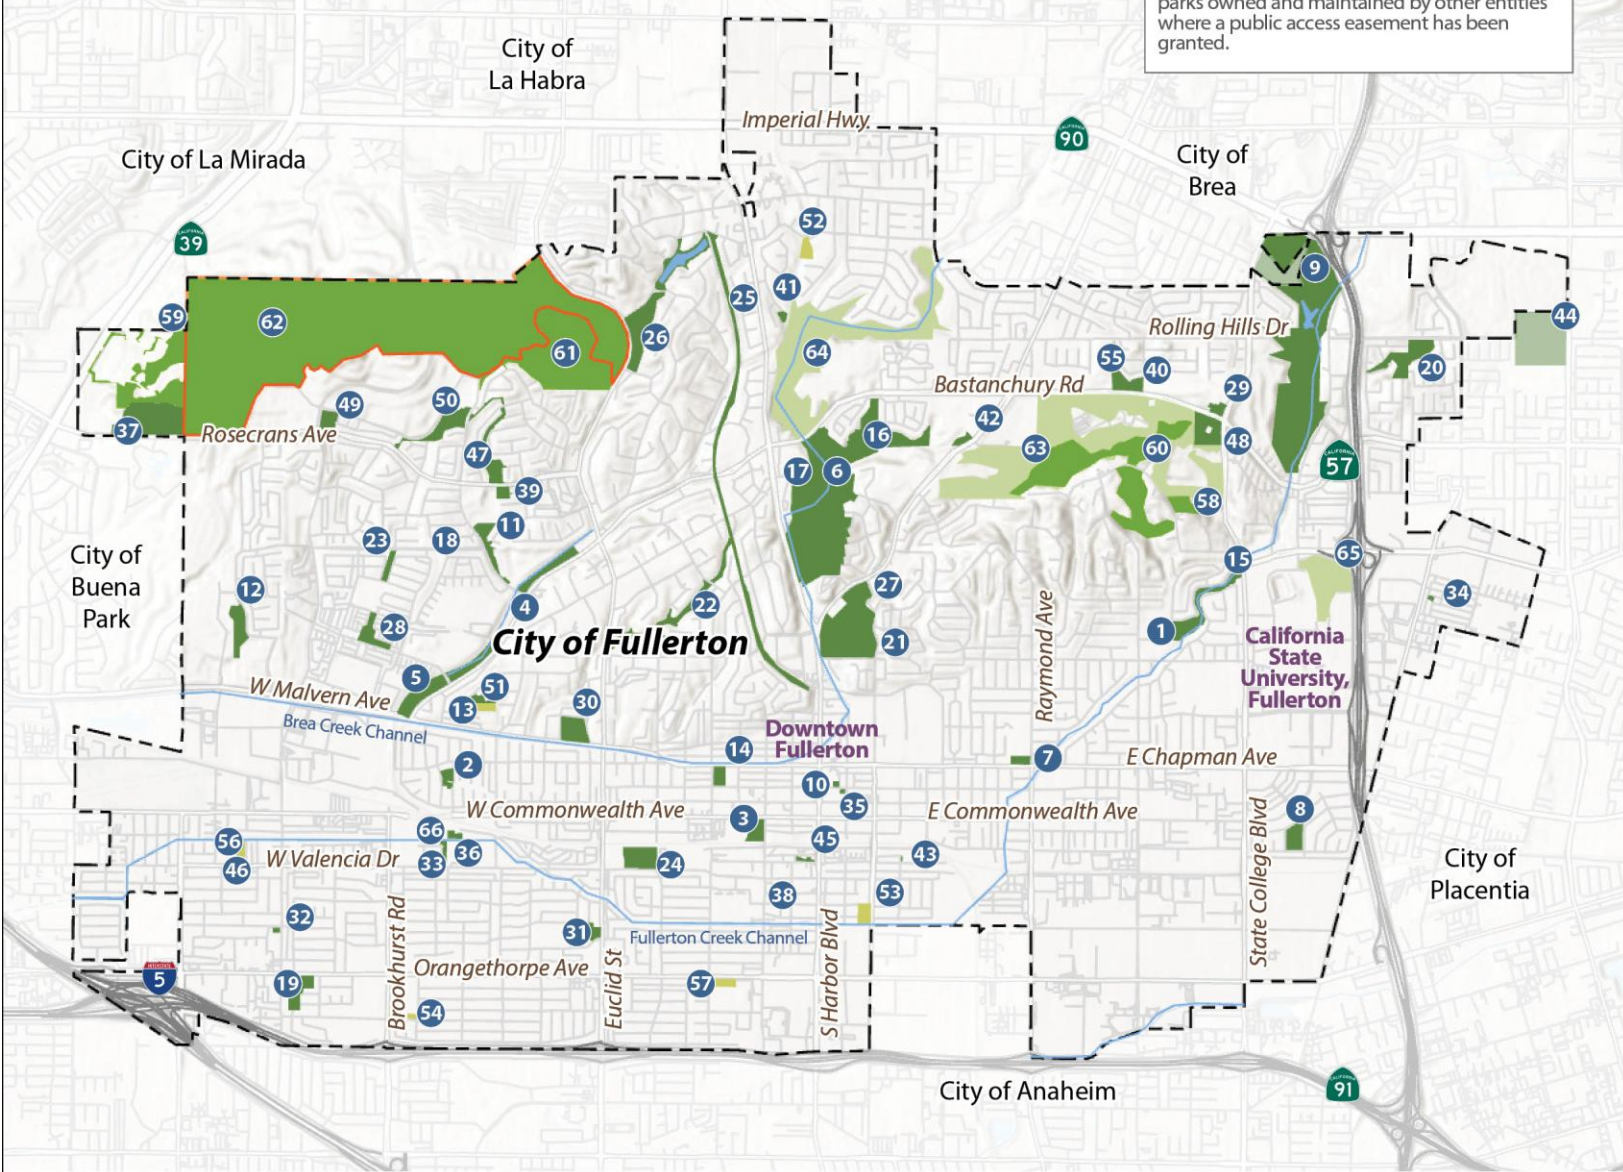 parks owned and maintained by other entities
where a public access easement has been
granted.
City of
La Habra
Imperial Hwy
CALIFORNIA
90
City of La Mirada
City of
Brea
CALIFORNIA
39
52
9
59
62
25
41
44
Rolling Hills Dr
26
61
64
55
40
20
Bastanchury Rd
29
49
50
42
37
Rosecrans Ave
16
63
60
48
47
17
6
CALIFORNIA
57
39
58
11
23
18
City of
Buena
Park
15
65
12
27
34
4
22
Raymond Ave
28
City of Fullerton
21
1
California
State
University,
Fullerton
5
51
W Malvern Ave
13
30
Brea Creek Channel
Downtown
Fullerton
14
7
E Chapman Ave
2
10
W Commonwealth Ave
35
E Commonwealth Ave
8
3
State College Blvd
66
56
45
W Valencia Dr
36
33
46
24
43
City of
Placentia
38
53
32
Brookhurst Rd
31
Fullerton Creek Channel
S Harbor Blvd
Orangethorpe Ave
Euclid St
5
19
57
54
City of Anaheim
CALIFORNIA
91